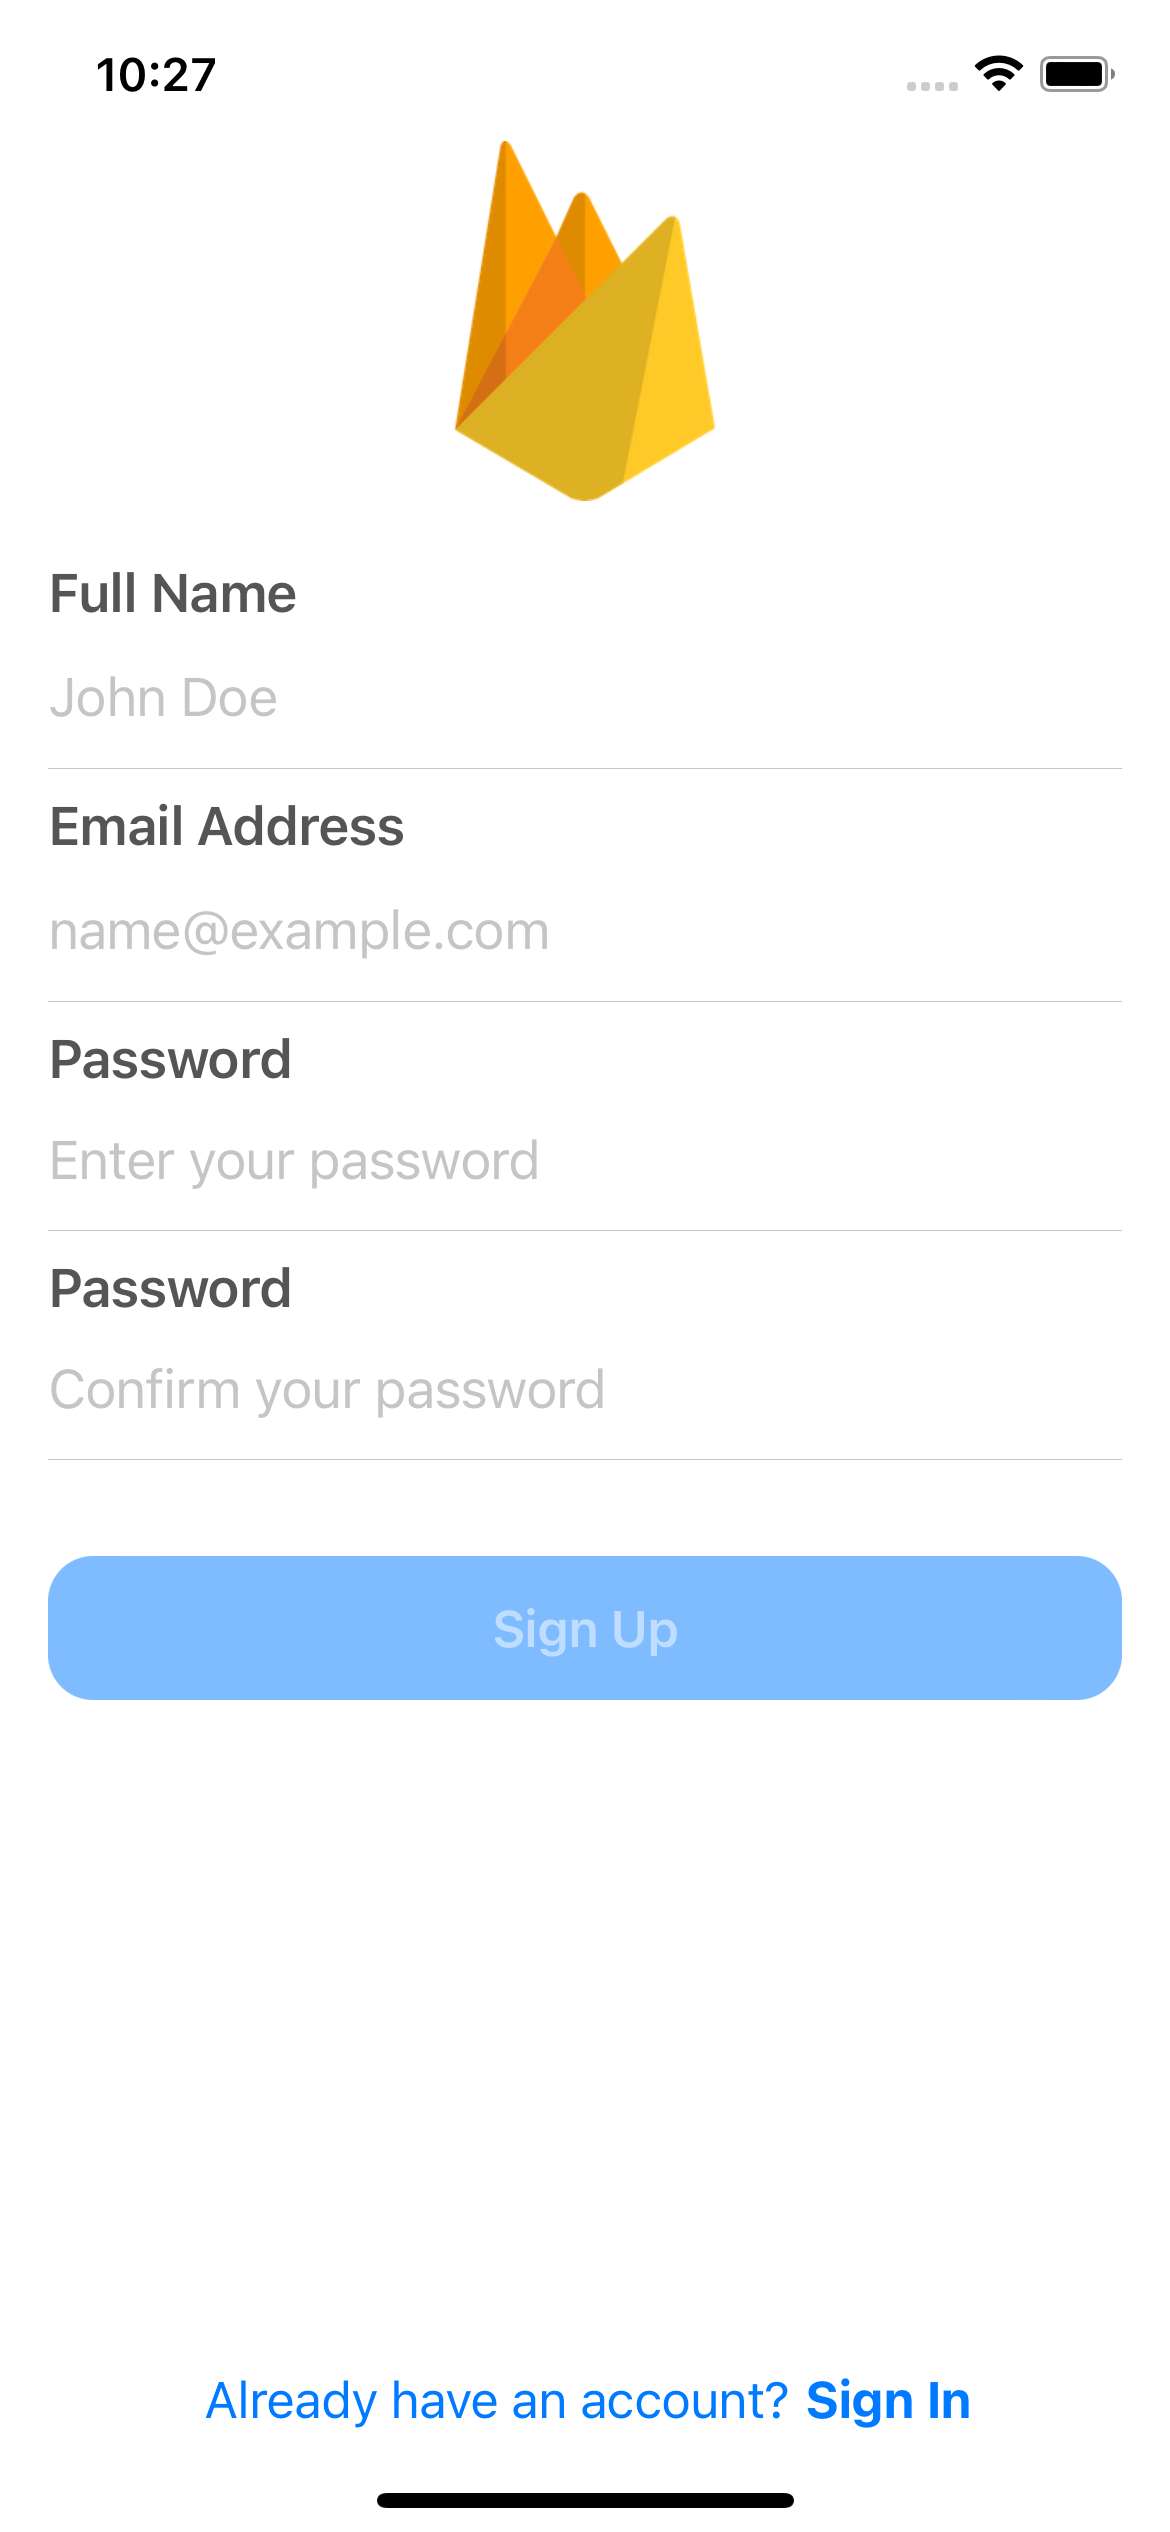 10:27
Full Name
John Doe
Email Address
name@example.com
Password
Enter your password
Password
Confirm your password
Sign Up
Already have an account? Sign In